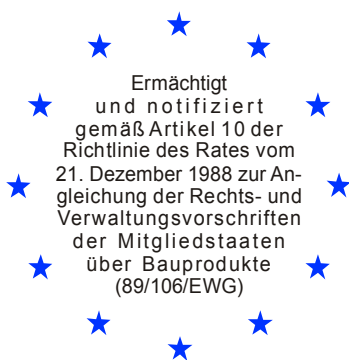 Ermächtigt
und notifiziert
gemäß Artikel 10 der
Richtlinie des Rates vom
21. Dezember 1988 zur An-
gleichung der Rechts- und
Verwaltungsvorschriften
der Mitgliedstaaten
über Bauprodukte
(89/106/EWG)